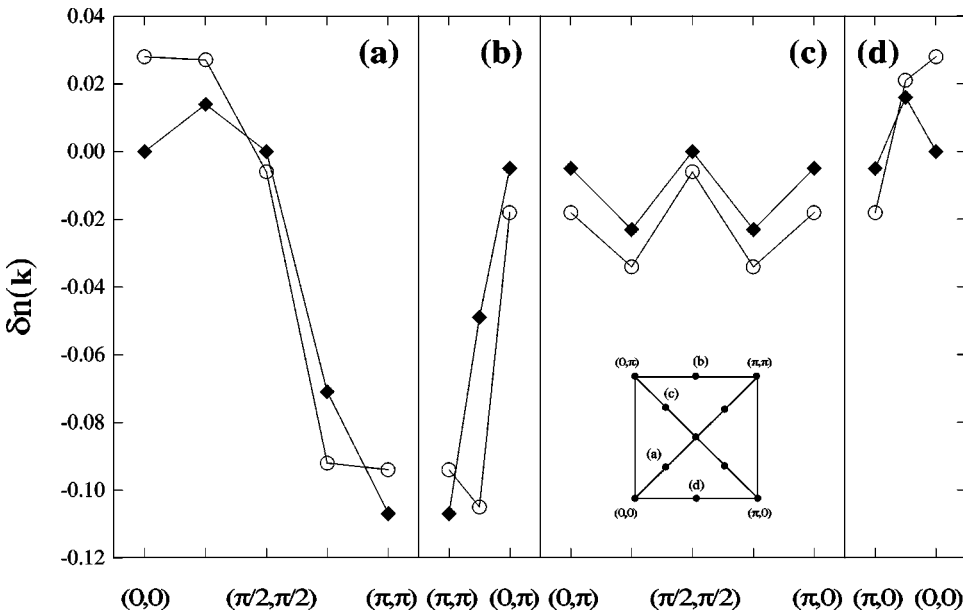 0.04
0.02
0.00
-0.02
-0.04
-0.06
-0.08
-0.10
-0.12
δn(k)
(a)
(b)
(c)
(d)
(0,π)
(b)
(π,π)
(c)
(a)
(d)
(0,0)
(π,0)
(0,0)
(π/2,π/2)
(π,π)
(π,π)
(0,π)
(0,π)
(π/2,π/2)
(π,0)
(π,0)
(0,0)